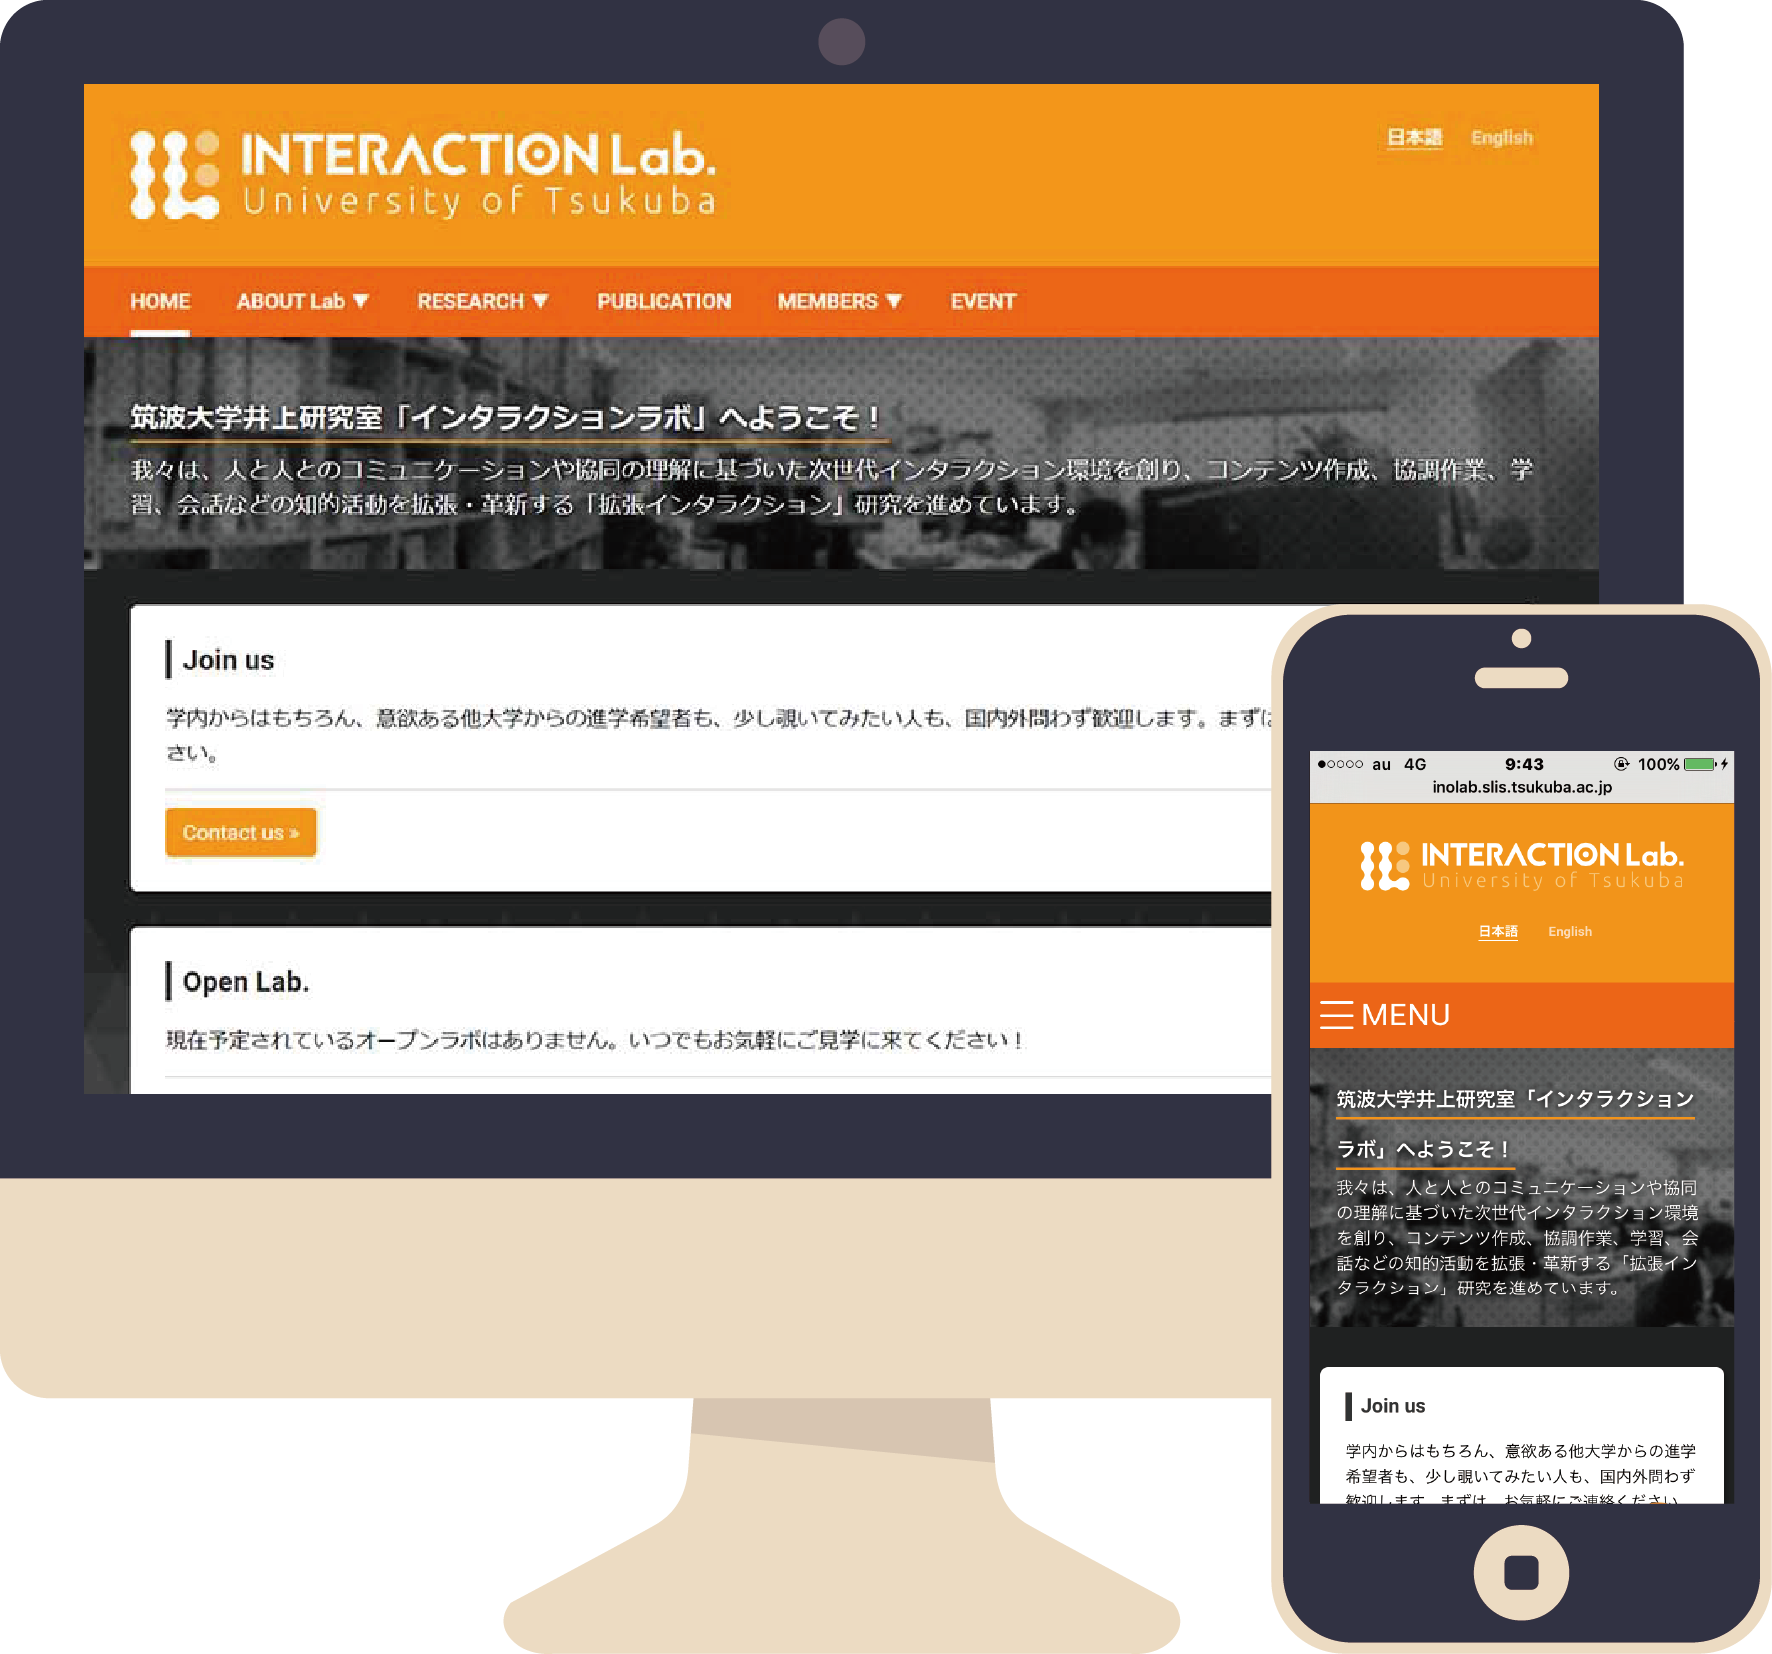 INTERACTION Lab.
University of Tsukuba
日本語 English
HOME ABOUT Lab ▼ RESEARCH ▼ PUBLICATION MEMBERS ▼ EVENT
筑波大学井上研究室「インタラクションラボ」へようこそ！
我々は、人と人とのコミュニケーションや協同の理解に基づいた次世代インタラクション環境を創り、コンテンツ作成、協調作業、学
習、会話などの知的活動を拡張・革新する「拡張インタラクション」研究を進めています。
Join us
学内からはもちろん、意欲ある他大学からの進学希望者も、少し覗いてみたい人も、国内外問わず歓迎します。まずは
さい。
Contact us »
Open Lab.
現在予定されているオープンラボはありません。いつでもお気軽にご見学に来てください！
au 4G 9:43 100%
inolab.slis.tsukuba.ac.jp
INTERACTION Lab.
University of Tsukuba
日本語 English
MENU
筑波大学井上研究室「インタラクション
ラボ」へようこそ！
我々は、人と人とのコミュニケーションや協同
の理解に基づいた次世代インタラクション環境
を創り、コンテンツ作成、協調作業、学習、会
話などの知的活動を拡張・革新する「拡張イン
タラクション」研究を進めています。
Join us
学内からはもちろん、意欲ある他大学からの進学
希望者も、少し覗いてみたい人も、国内外問わず
歓迎します。まずは、お気軽にご連絡ください。